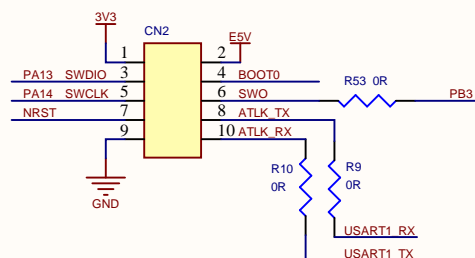 3V3
CN2
E5V
1
2
PA13 SWDIO
3
4
BOOT0
R53 0R
PA14 SWCLK
5
6
SWO
PB3
NRST
7
8
ATLK_TX
9
10
ATLK_RX
R10
0R
R9
0R
GND
USART1_RX
USART1_TX